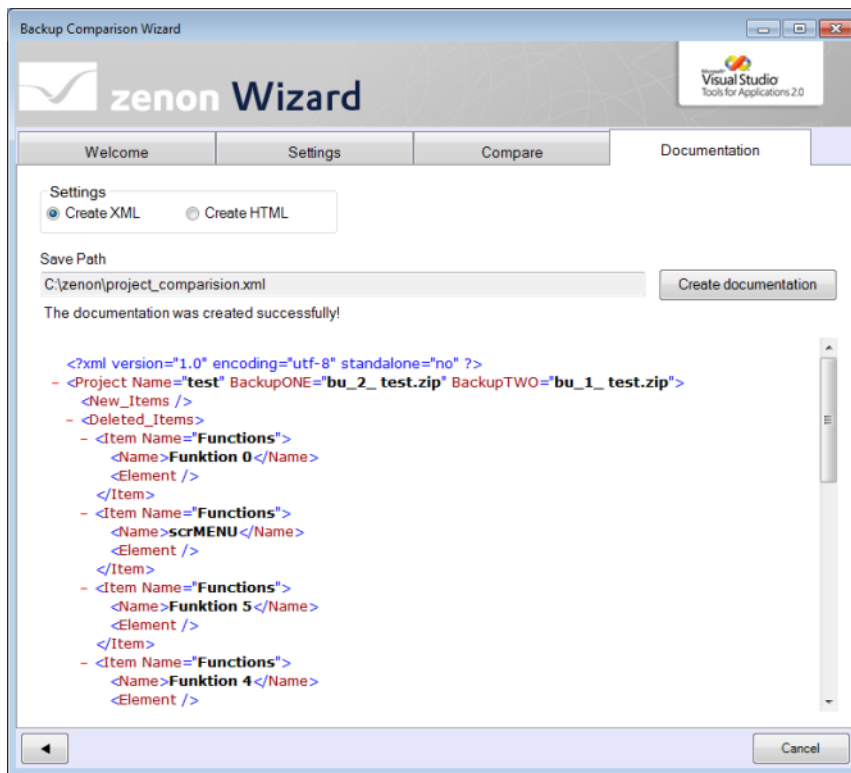 Backup Comparison Wizard
zenon Wizard
Microsoft
Visual Studio
Tools for Applications 2.0
Welcome Settings Compare Documentation
Settings
Create XML Create HTML
Save Path
C:\zenon\project_comparision.xml Create documentation
The documentation was created successfully!
<?xml version="1.0" encoding="utf-8" standalone="no" ?>
- <Project Name="test" BackupONE="bu_2_ test.zip" BackupTWO="bu_1_ test.zip">
<New_Items />
- <Deleted_Items>
- <Item Name="Functions">
<Name>Funktion 0</Name>
<Element />
</Item>
- <Item Name="Functions">
<Name>scrMENU</Name>
<Element />
</Item>
- <Item Name="Functions">
<Name>Funktion 5</Name>
<Element />
</Item>
- <Item Name="Functions">
<Name>Funktion 4</Name>
<Element />
Cancel